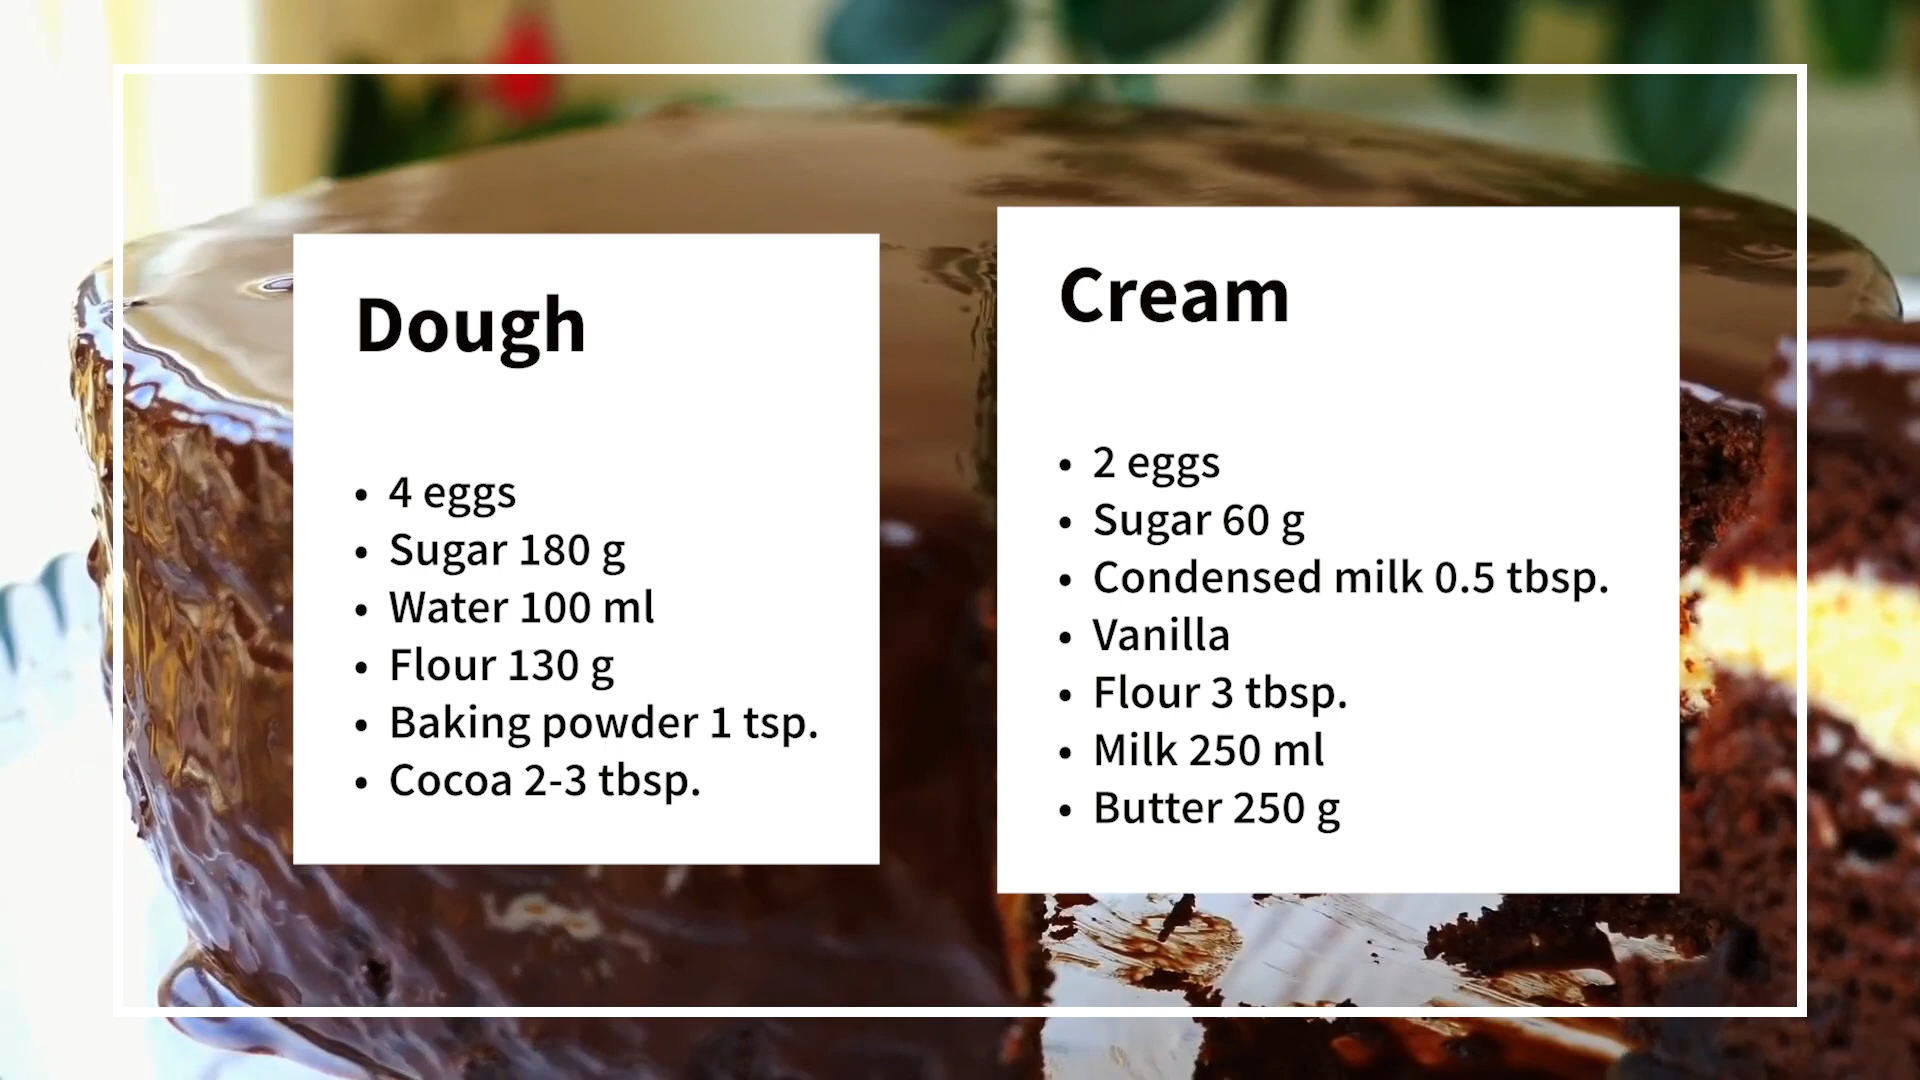 Dough
• 4 eggs
• Sugar 180 g
• Water 100 ml
• Flour 130 g
• Baking powder 1 tsp.
• Cocoa 2-3 tbsp.
Cream
• 2 eggs
• Sugar 60 g
• Condensed milk 0.5 tbsp.
• Vanilla
• Flour 3 tbsp.
• Milk 250 ml
• Butter 250 g